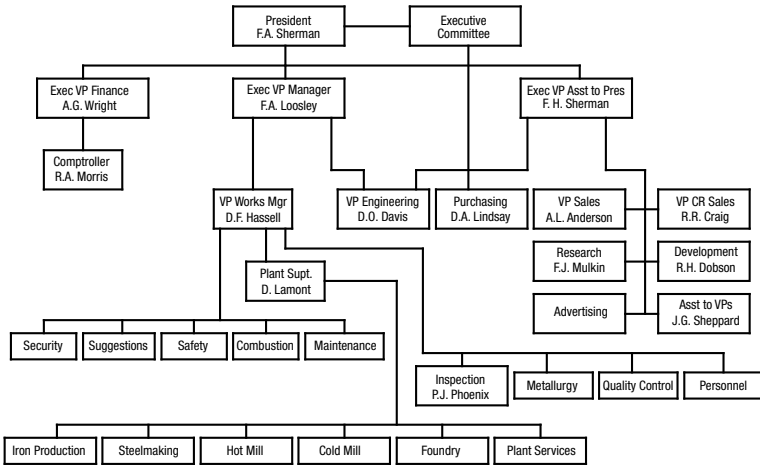 President
F.A. Sherman
Executive
Committee
Exec VP Finance
A.G. Wright
Exec VP Manager
F.A. Loosley
Exec VP Asst to Pres
F. H. Sherman
Comptroller
R.A. Morris
VP Works Mgr
D.F. Hassell
VP Engineering
D.O. Davis
Purchasing
D.A. Lindsay
VP Sales
A.L. Anderson
VP CR Sales
R.R. Craig
Plant Supt.
D. Lamont
Research
F.J. Mulkin
Development
R.H. Dobson
Advertising
Asst to VPs
J.G. Sheppard
Security
Suggestions
Safety
Combustion
Maintenance
Inspection
P.J. Phoenix
Metallurgy
Quality Control
Personnel
Iron Production
Steelmaking
Hot Mill
Cold Mill
Foundry
Plant Services